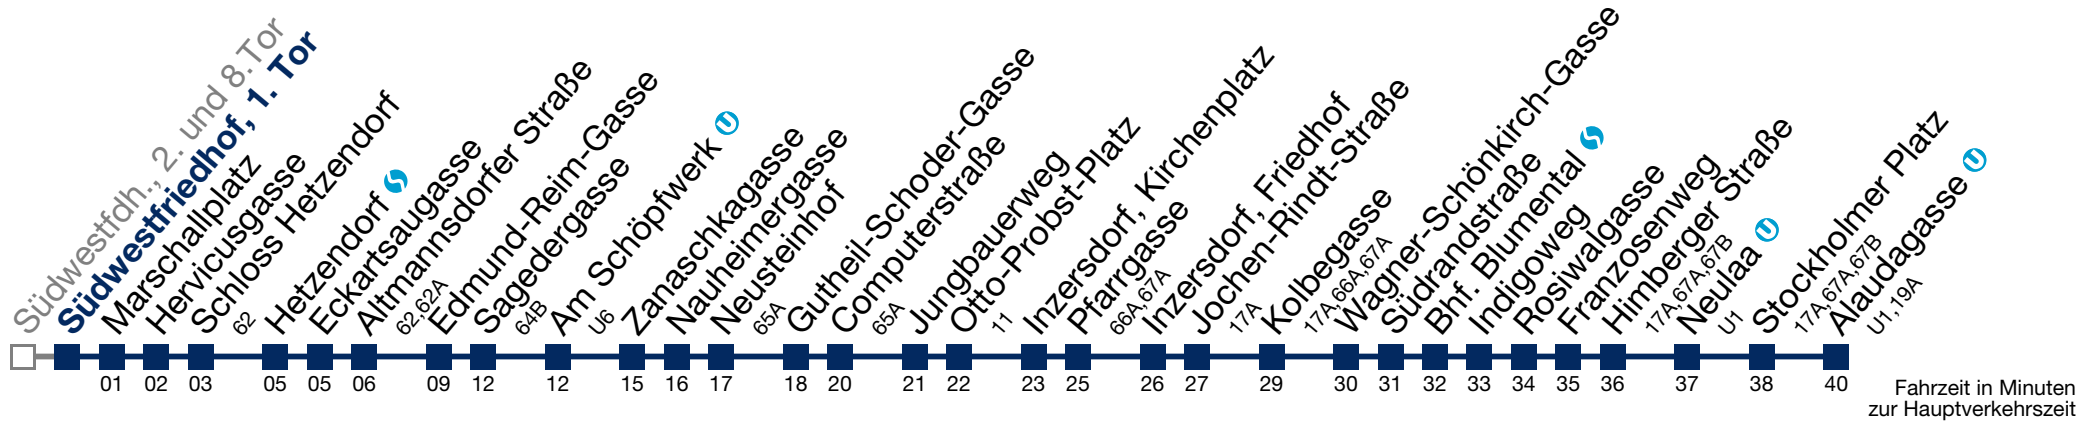 Südwestfdh., 2. und 8.Tor
Südwestfriedhof, 1. Tor
Marschallplatz
01
Hervicusgasse
02
Schloss Hetzendorf
03
62
Hetzendorf
05
Eckartsaugasse
05
Altmannsdorfer Straße
06
62,62A
Edmund-Reim-Gasse
09
Sagedergasse
12
64B
Am Schöpfwerk U
12
U6
Zanaschkagasse
15
Nauheimergasse
16
Neusteinhof
17
65A
Gutheil-Schoder-Gasse
18
Computerstraße
20
65A
Jungbauerweg
21
Otto-Probst-Platz
22
11
Inzersdorf, Kirchenplatz
23
Pfarrgasse
25
66A,67A
Inzersdorf, Friedhof
26
Jochen-Rindt-Straße
27
17A
Kolbegasse
29
17A,66A,67A
Wagner-Schönkirch-Gasse
30
Südrandstraße
31
Bhf. Blumental
32
Indigoweg
33
Rosiwalgasse
34
Franzosenweg
35
Himberger Straße
36
17A,67A,67B
Neulaa U
37
U1
Stockholmer Platz
38
17A,67A,67B
Alaudagasse U
40
U1,19A
Fahrzeit in Minuten
zur Hauptverkehrszeit